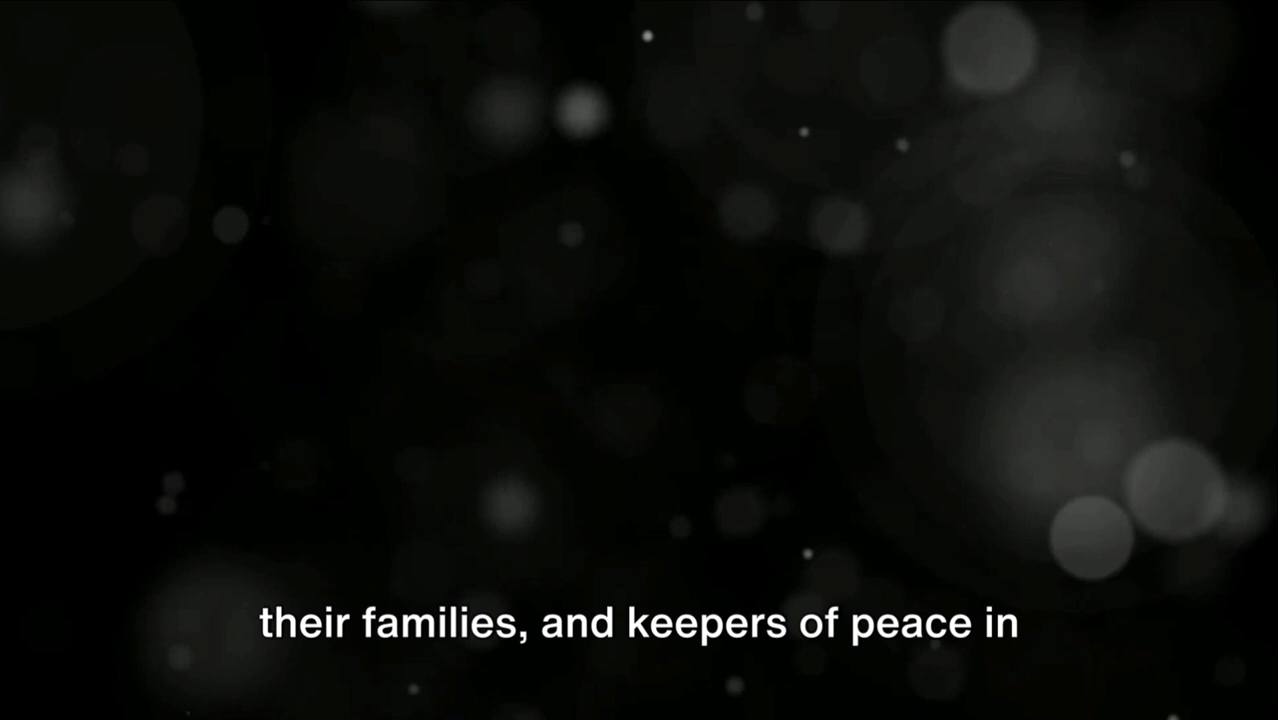 their families, and keepers of peace in